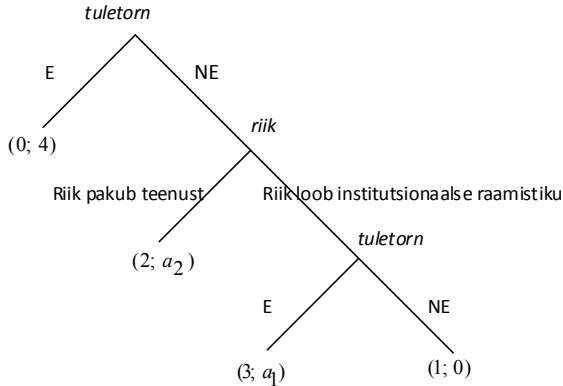 tuletorn
E
NE
riik
(0; 4)
Riik pakub teenust
Riik loob institutsionaalse raamistiku
tuletorn
(2; a₂)
E
NE
(3; a₁)
(1; 0)